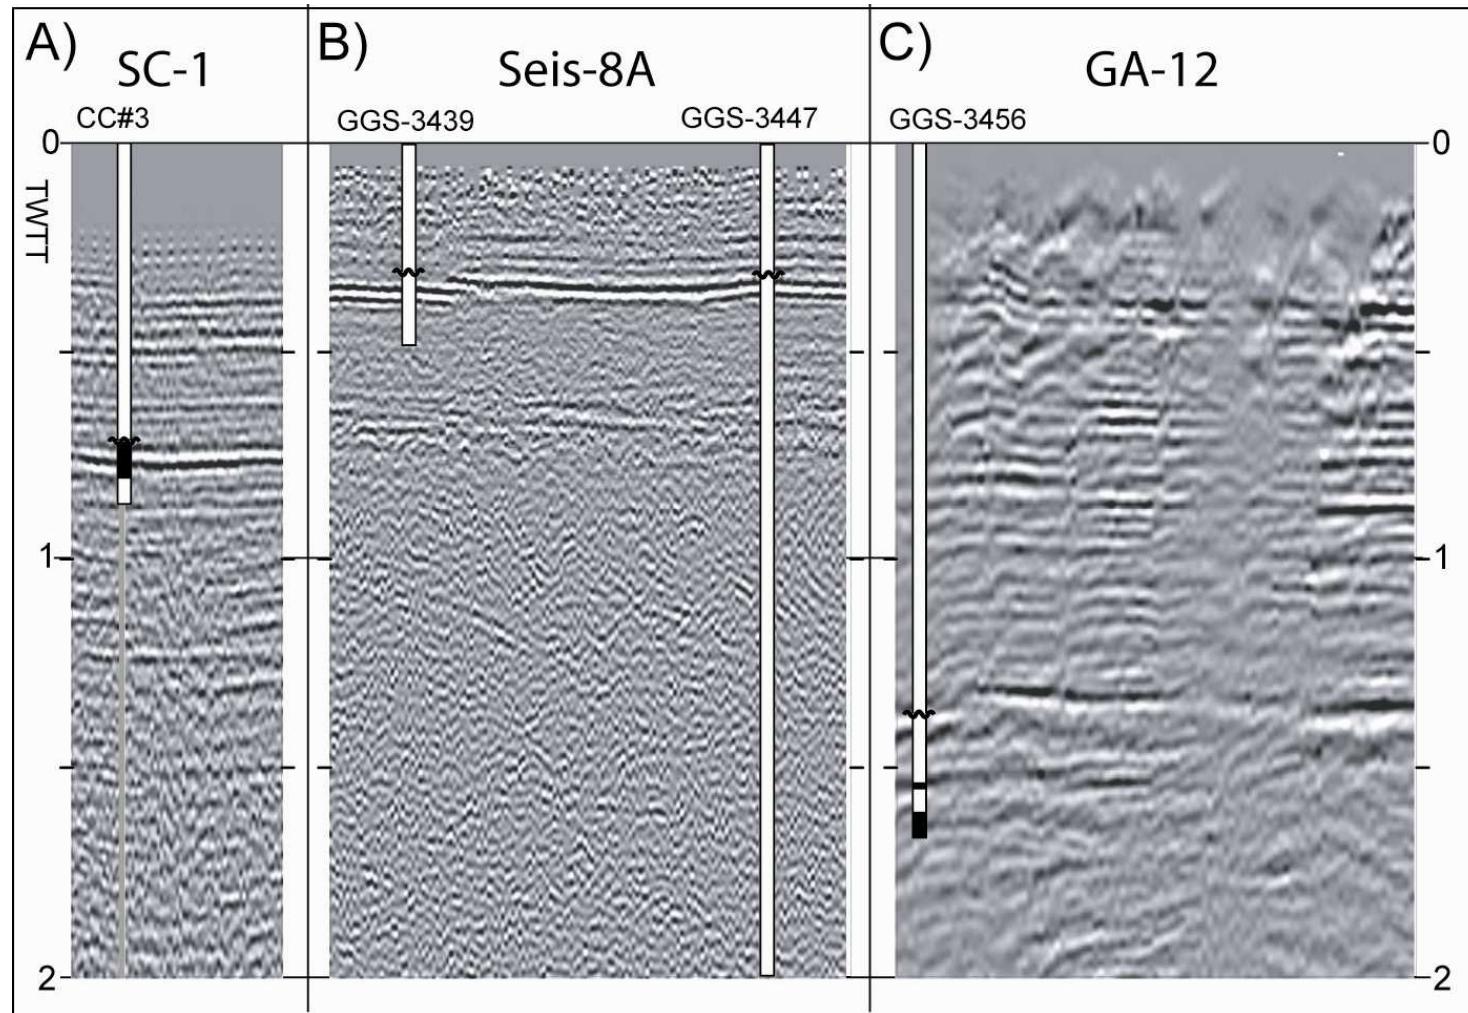 A) SC-1
B) Seis-8A
C) GA-12
CC#3
GGS-3439 GGS-3447
GGS-3456
0 0
TWTT
1 1
2 2